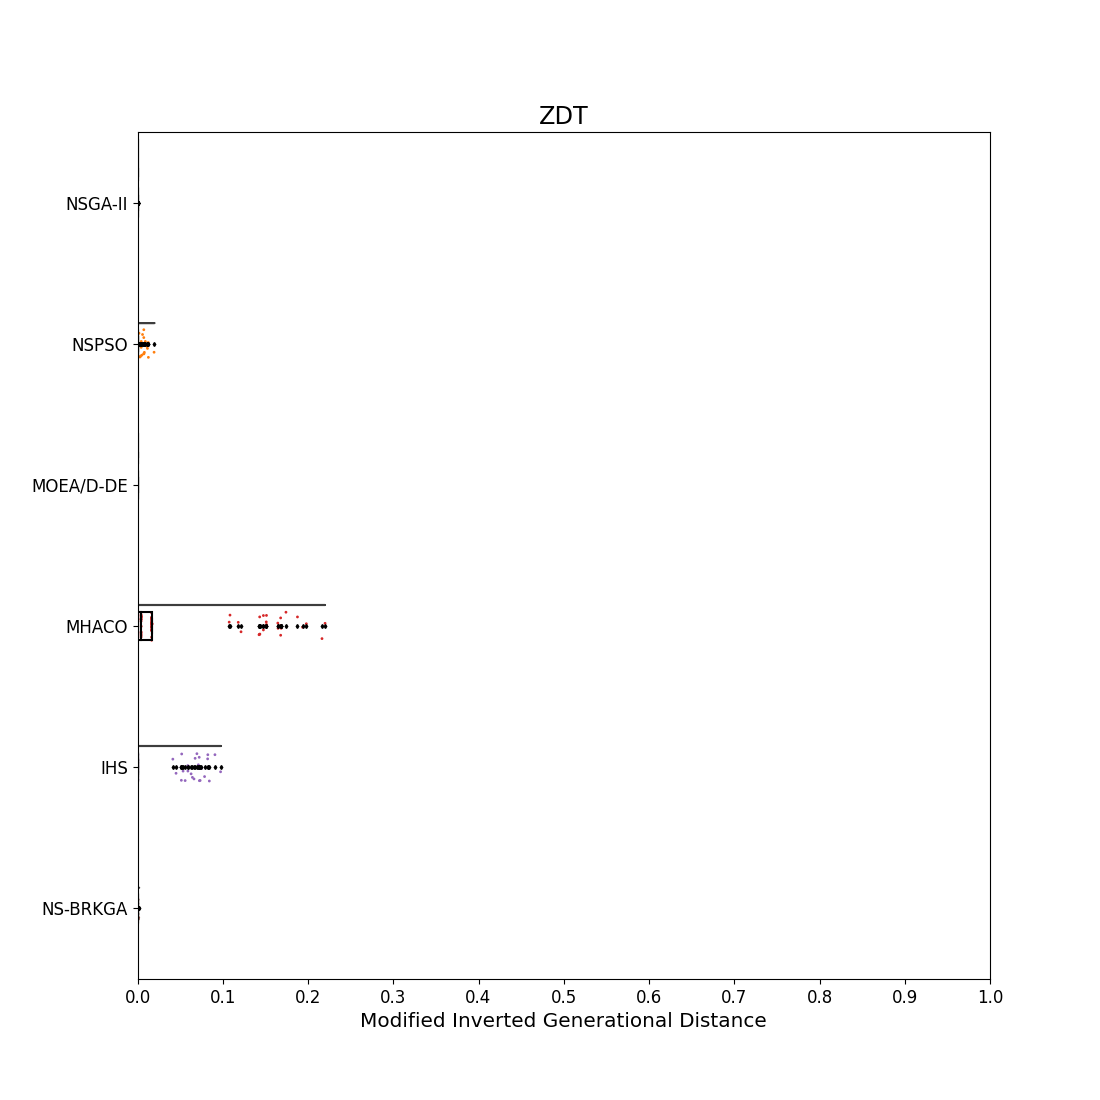 ZDT
NSGA-II
NSPSO
MOEA/D-DE
MHACO
IHS
NS-BRKGA
0.0 0.1 0.2 0.3 0.4 0.5 0.6 0.7 0.8 0.9 1.0
Modified Inverted Generational Distance